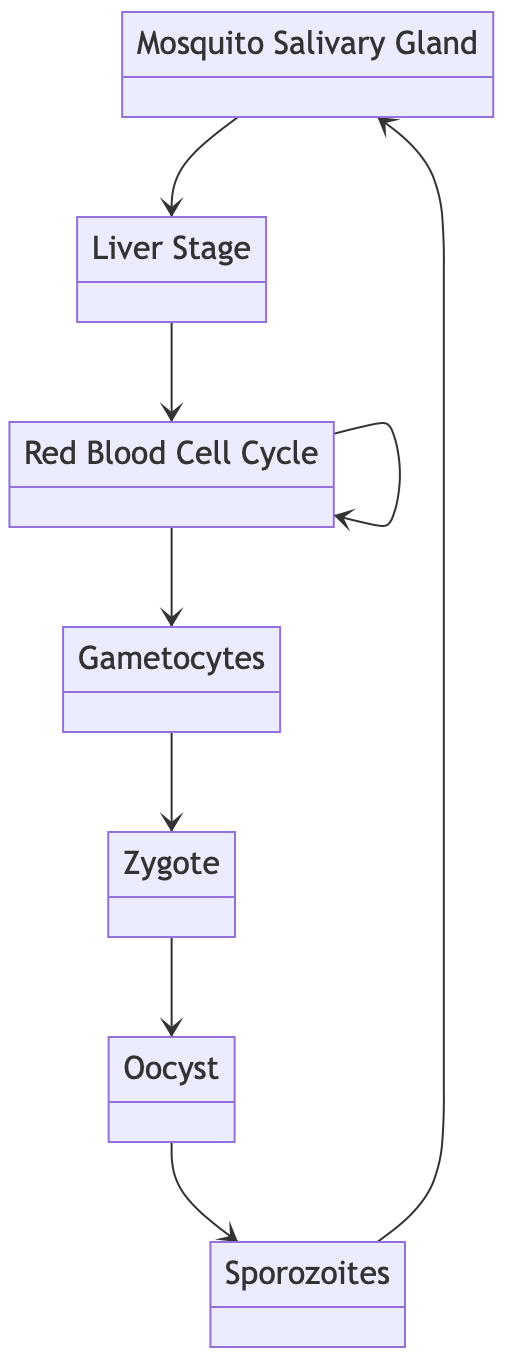 Mosquito Salivary Gland
Liver Stage
Red Blood Cell Cycle
Gametocytes
Zygote
Oocyst
Sporozoites